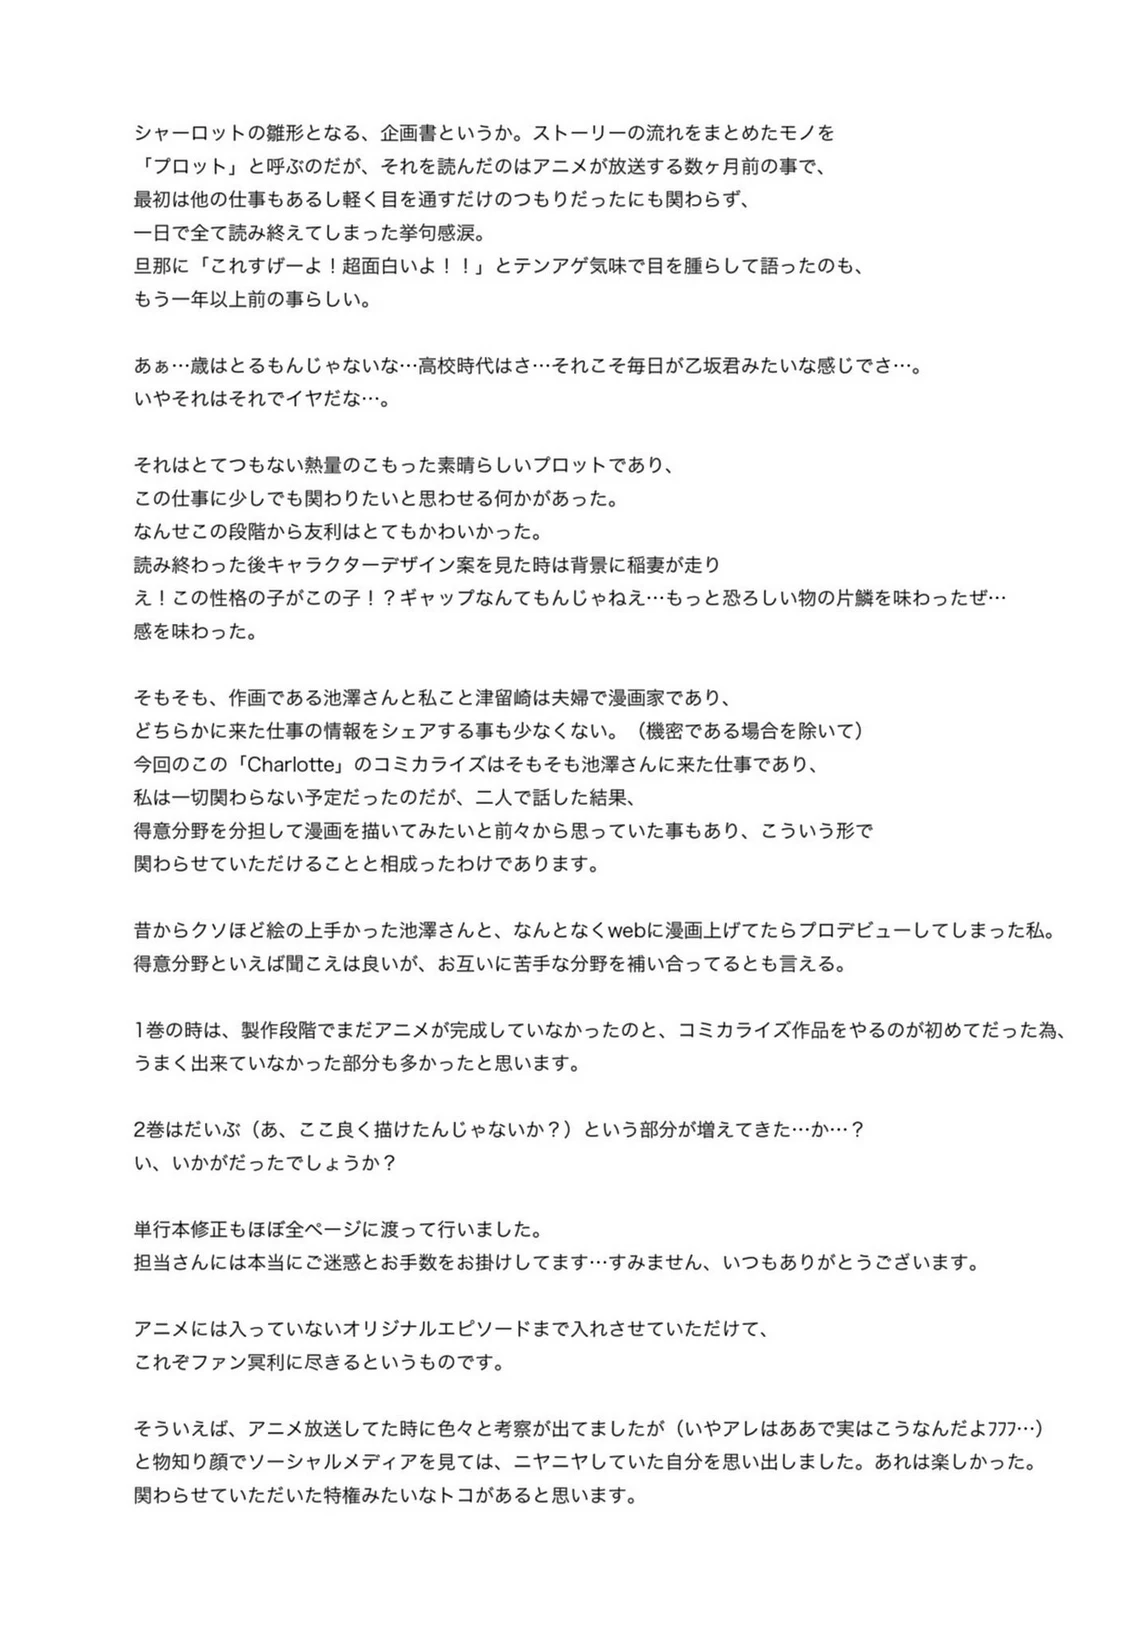 シャーロットの雛形となる、企画書というか。ストーリーの流れをまとめたモノを
「プロット」と呼ぶのだが、それを読んだのはアニメが放送する数ヶ月前の事で、
最初は他の仕事もあるし軽く目を通すだけのつもりだったにも関わらず、
一日で全て読み終えてしまった挙句感涙。
旦那に「これすげーよ！超面白いよ！！」とテンアゲ気味で目を腫らして語ったのも、
もう一年以上前の事らしい。
あぁ…歳はとるもんじゃないな…高校時代はさ…それこそ毎日が乙坂君みたいな感じでさ…。
いやそれはそれでイヤだな…。
それはとてつもない熱量のこもった素晴らしいプロットであり、
この仕事に少しでも関わりたいと思わせる何かがあった。
なんせこの段階から友利はとてもかわいかった。
読み終わった後キャラクターデザイン案を見た時は背景に稲妻が走り
え！この性格の子がこの子！？ギャップなんてもんじゃねえ…もっと恐ろしい物の片鱗を味わったぜ…
感を味わった。
そもそも、作画である池澤さんと私こと津留崎は夫婦で漫画家であり、
どちらかに来た仕事の情報をシェアする事も少なくない。（機密である場合を除いて）
今回のこの「Charlotte」のコミカライズはそもそも池澤さんに来た仕事であり、
私は一切関わらない予定だったのだが、二人で話した結果、
得意分野を分担して漫画を描いてみたいと前々から思っていた事もあり、こういう形で
関わらせていただけることと相成ったわけであります。
昔からクソほど絵の上手かった池澤さんと、なんとなくwebに漫画上げてたらプロデビューしてしまった私。
得意分野といえば聞こえは良いが、お互いに苦手な分野を補い合ってるとも言える。
1巻の時は、製作段階でまだアニメが完成していなかったのと、コミカライズ作品をやるのが初めてだった為、
うまく出来ていなかった部分も多かったと思います。
2巻はだいぶ（あ、ここ良く描けたんじゃないか？）という部分が増えてきた…か…？
い、いかがだったでしょうか？
単行本修正もほぼ全ページに渡って行いました。
担当さんには本当にご迷惑とお手数をお掛けしてます…すみません、いつもありがとうございます。
アニメには入っていないオリジナルエピソードまで入れさせていただけて、
これぞファン冥利に尽きるというものです。
そういえば、アニメ放送してた時に色々と考察が出てましたが（いやアレはああで実はこうなんだよﾌﾌﾌ…）
と物知り顔でソーシャルメディアを見ては、ニヤニヤしていた自分を思い出しました。あれは楽しかった。
関わらせていただいた特権みたいなトコがあると思います。